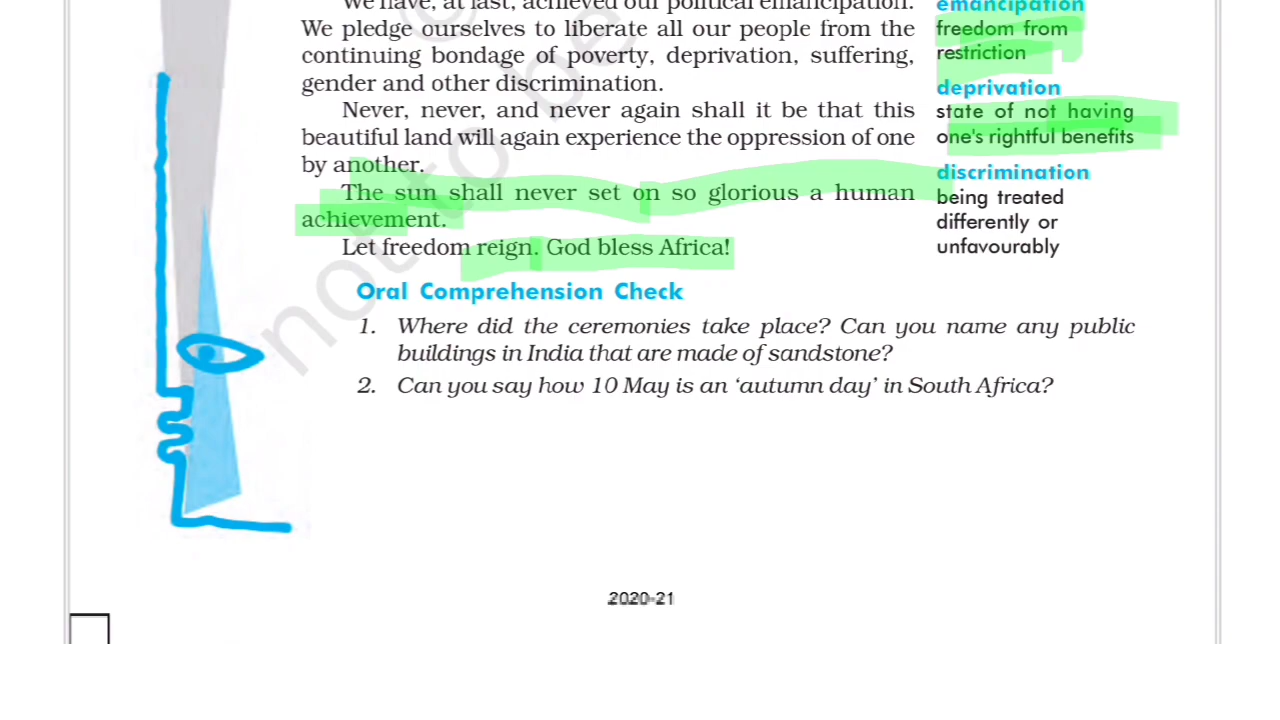 We have, at last, achieved our political emancipation.
We pledge ourselves to liberate all our people from the
continuing bondage of poverty, deprivation, suffering,
gender and other discrimination.
Never, never, and never again shall it be that this
beautiful land will again experience the oppression of one
by another.
The sun shall never set on so glorious a human
achievement.
Let freedom reign. God bless Africa!
emancipation
freedom from
restriction
deprivation
state of not having
one's rightful benefits
discrimination
being treated
differently or
unfavourably
Oral Comprehension Check
1. Where did the ceremonies take place? Can you name any public
buildings in India that are made of sandstone?
2. Can you say how 10 May is an ‘autumn day’ in South Africa?
not to be
2020-21